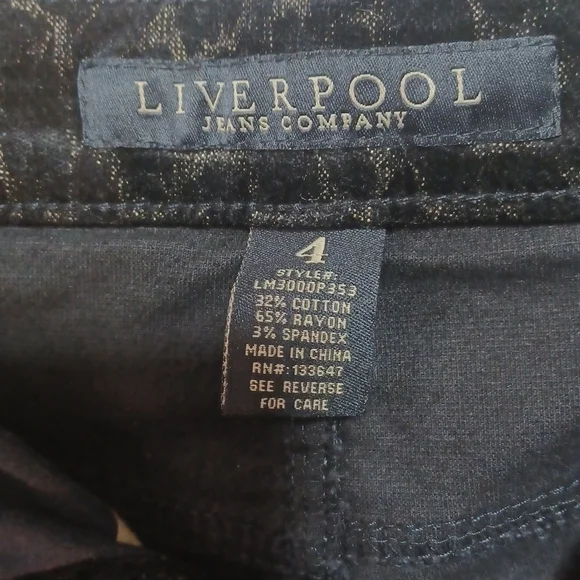 LIVERPOOL
JEANS COMPANY
4
STYLE#:
LM3000P353
32% COTTON
65% RAYON
3% SPANDEX
MADE IN CHINA
RN#: 133647
SEE REVERSE
FOR CARE